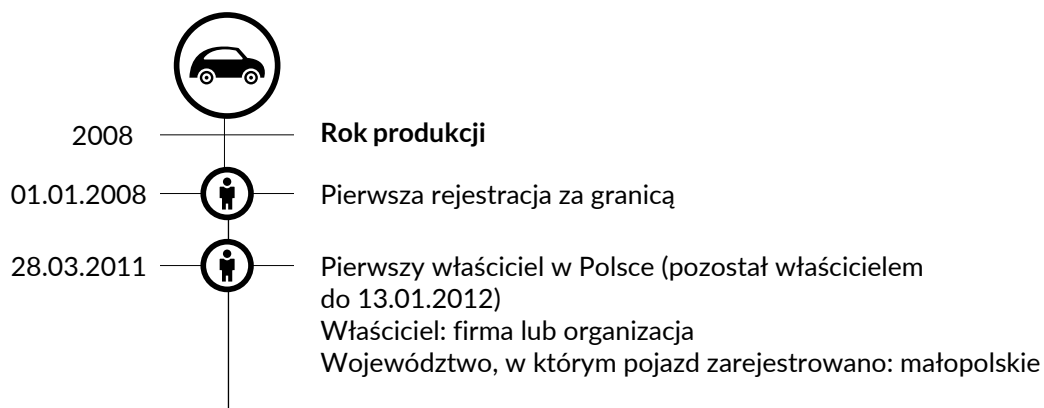 2008 Rok produkcji
01.01.2008 Pierwsza rejestracja za granicą
28.03.2011 Pierwszy właściciel w Polsce (pozostał właścicielem
do 13.01.2012)
Właściciel: firma lub organizacja
Województwo, w którym pojazd zarejestrowano: małopolskie